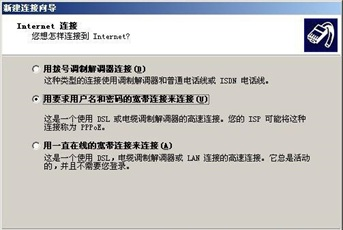 新建连接向导
Internet 连接
您想怎样连接到 Internet?
用拨号调制解调器连接(D)
这种类型的连接使用调制解调器和普通电话线或 ISDN 电话线。
用要求用户名和密码的宽带连接来连接(U)
这是一个使用 DSL 或电缆调制解调器的高速连接。您的 ISP 可能将这种
连接称为 PPPoE。
用一直在线的宽带连接来连接(A)
这是一个使用 DSL，电缆调制解调器或 LAN 连接的高速连接。它总是活动
的，并且不需要您登录。